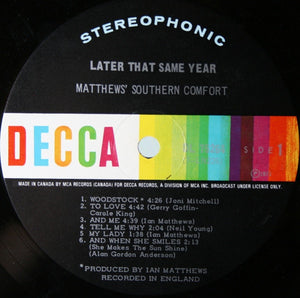 STEREOPHONIC
LATER THAT SAME YEAR
MATTHEWS' SOUTHERN COMFORT
DECCA
SIDE 1
MADE IN CANADA BY MCA RECORDS (CANADA) FOR DECCA RECORDS, A DIVISION OF MCA INC. BROADCAST UNDER LICENSE ONLY.
1. WOODSTOCK * 4:26 (Joni Mitchell)
2. TO LOVE 4:42 (Gerry Goffin-
Carole King)
3. AND ME 4:39 (Ian Matthews)
4. TELL ME WHY 2:04 (Neil Young)
5. MY LADY 1:38 (Ian Matthews)
6. AND WHEN SHE SMILES 2:13
(She Makes The Sun Shine)
(Alan Gordon Anderson)
*PRODUCED BY IAN MATTHEWS
RECORDED IN ENGLAND